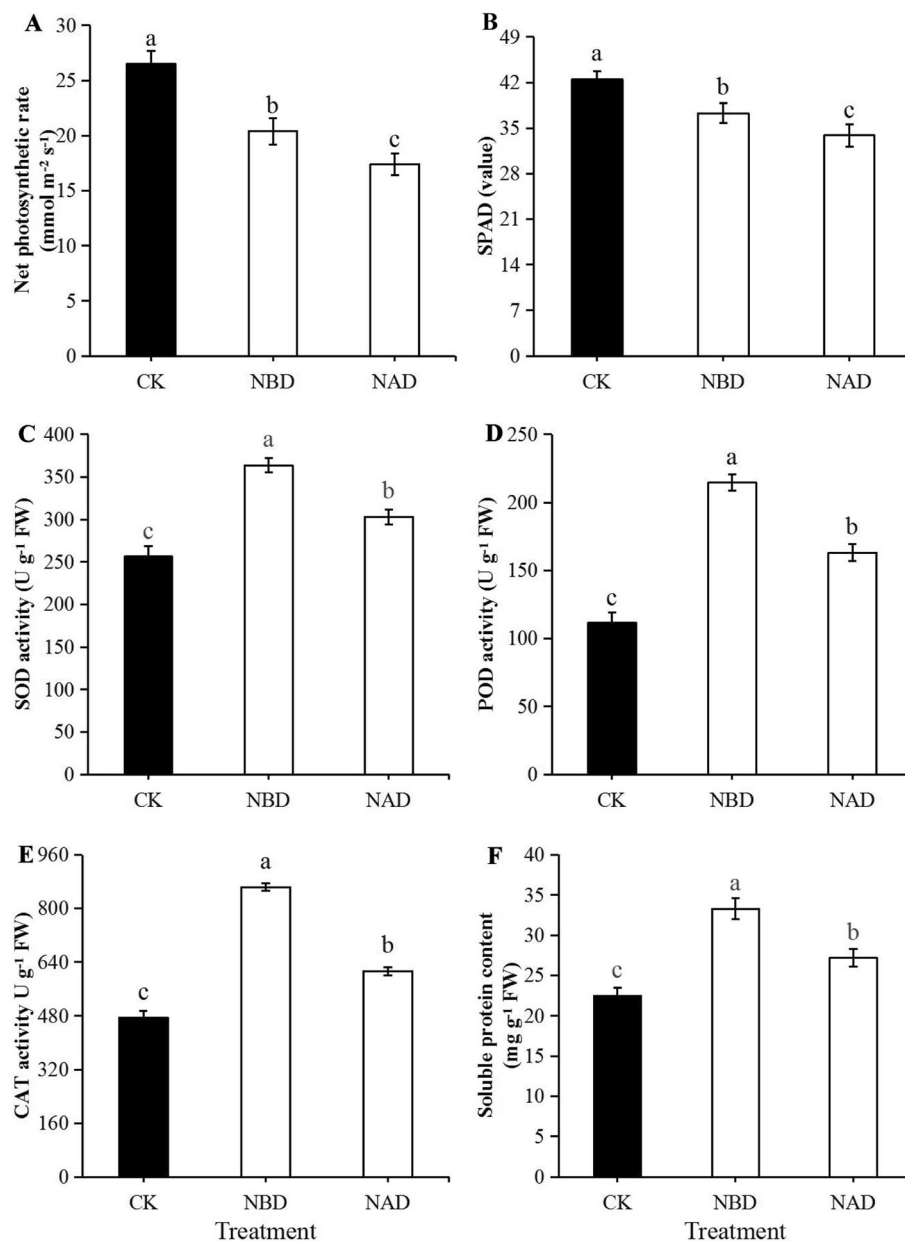 A
Net photosynthetic rate
(mmol m⁻² s⁻¹)
30
25
20
15
10
5
0
a
b
c
CK NBD NAD
B
SPAD (value)
49
42
35
28
21
14
7
0
a
b
c
CK NBD NAD
C
SOD activity (U g⁻¹ FW)
400
350
300
250
200
150
100
50
0
c
a
b
CK NBD NAD
D
POD activity (U g⁻¹ FW)
250
200
150
100
50
0
c
a
b
CK NBD NAD
E
CAT activity U g⁻¹ FW)
960
800
640
480
320
160
0
c
a
b
CK NBD NAD
Treatment
F
Soluble protein content
(mg g⁻¹ FW)
40
35
30
25
20
15
10
5
0
c
a
b
CK NBD NAD
Treatment